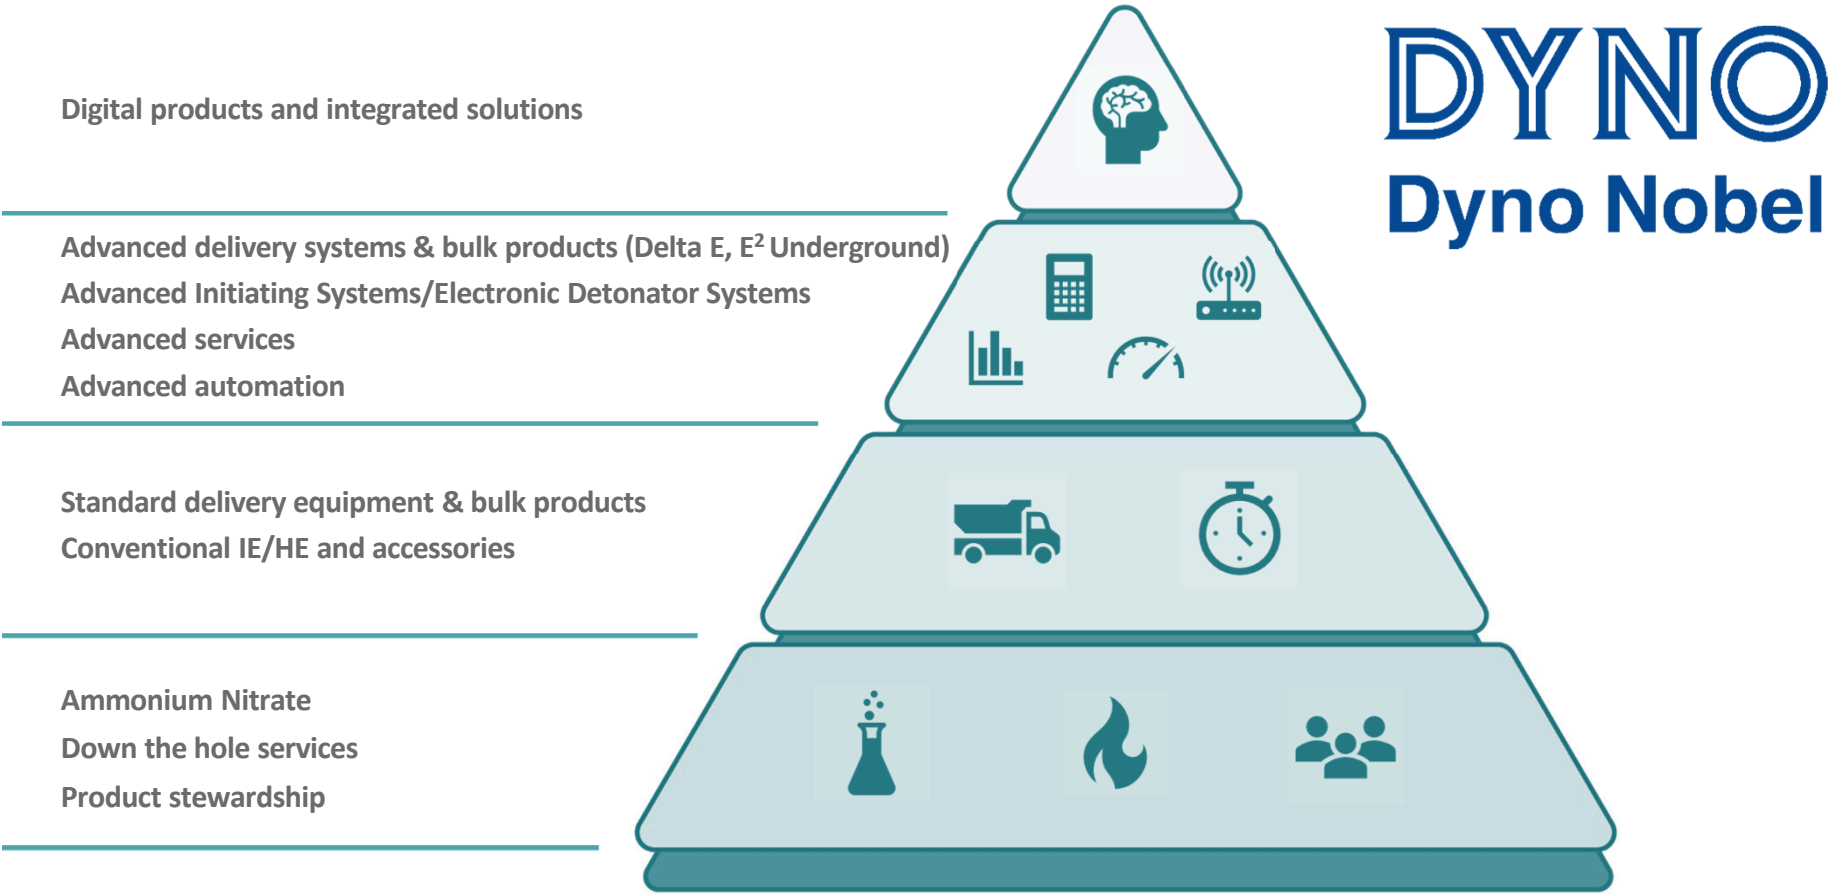 Digital products and integrated solutions
DYNO
Dyno Nobel
Advanced delivery systems & bulk products (Delta E, E² Underground)
Advanced Initiating Systems/Electronic Detonator Systems
Advanced services
Advanced automation
Standard delivery equipment & bulk products
Conventional IE/HE and accessories
Ammonium Nitrate
Down the hole services
Product stewardship